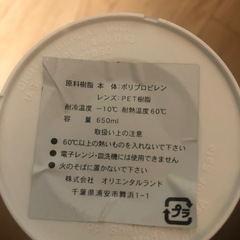 原料樹脂 本 体:ポリプロピレン
レンズ:PET樹脂
耐冷温度 −10℃ 耐熱温度60℃
容量 650ml
取扱い上の注意
●60℃以上の熱いものを入れないで下さい
●電子レンジ・皿洗機には使用できません
●火のそばに置かないで下さい
株式会社 オリエンタルランド
千葉県浦安市舞浜1−1
プラ